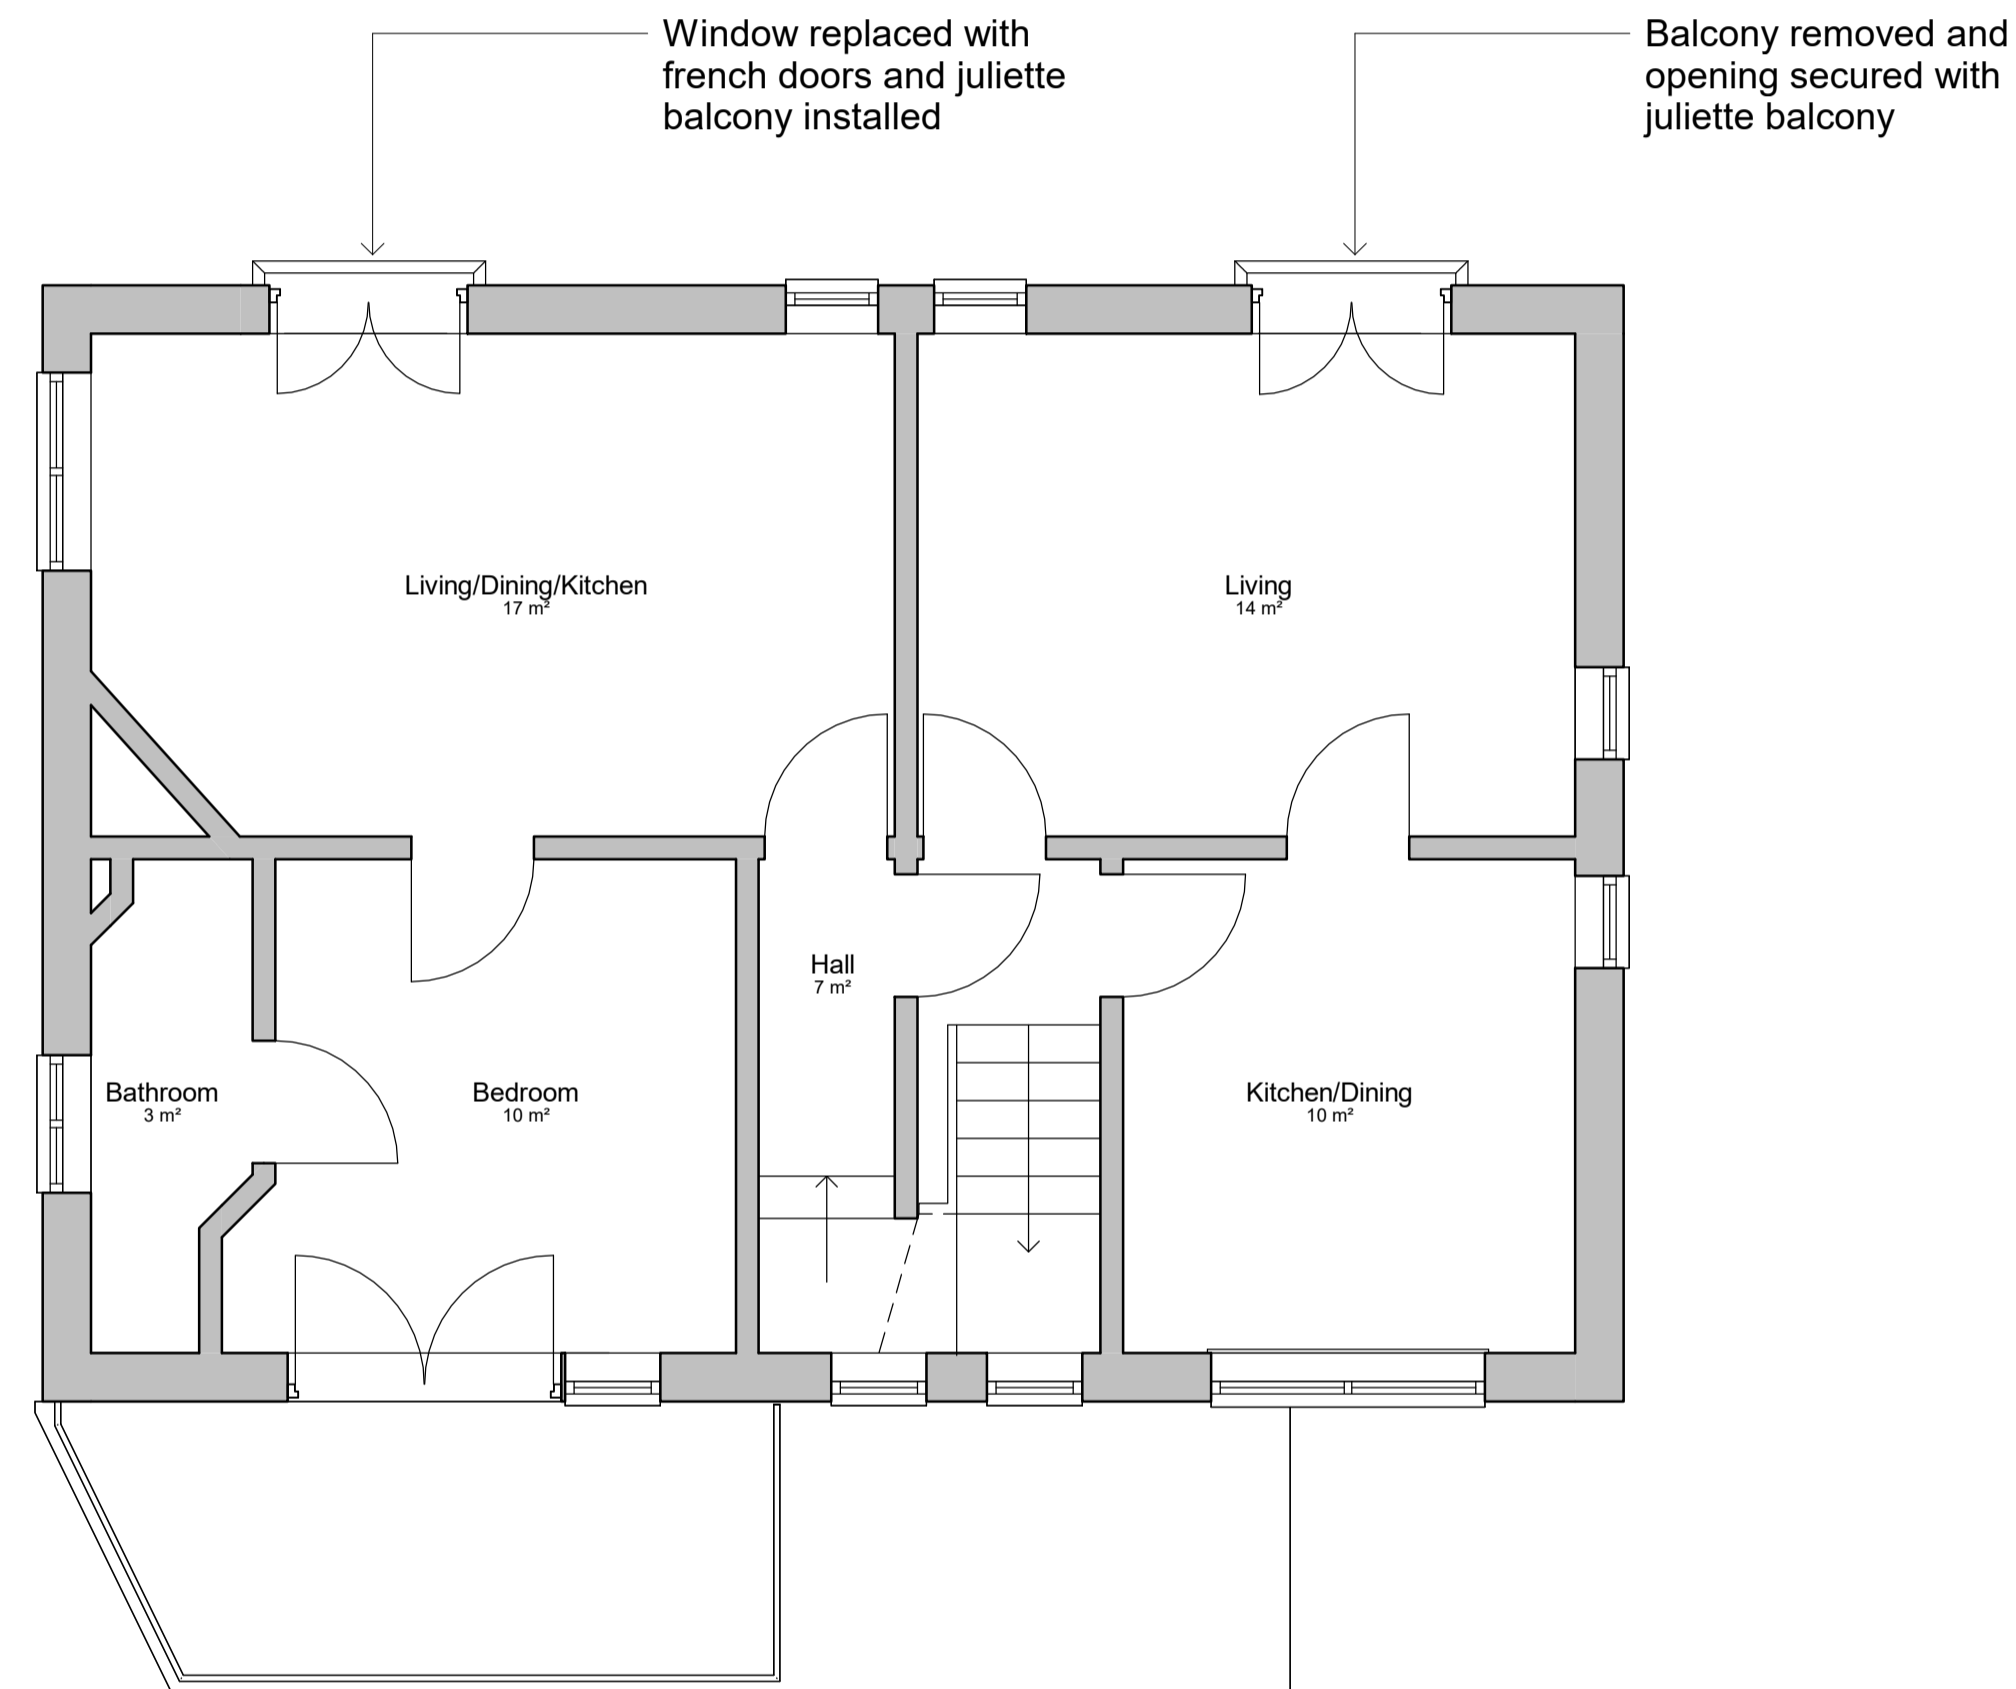 Window replaced with
french doors and juliette
balcony installed
Balcony removed and
opening secured with
juliette balcony
Living/Dining/Kitchen
17 m²
Living
14 m²
Hall
7 m²
Bathroom
3 m²
Bedroom
10 m²
Kitchen/Dining
10 m²